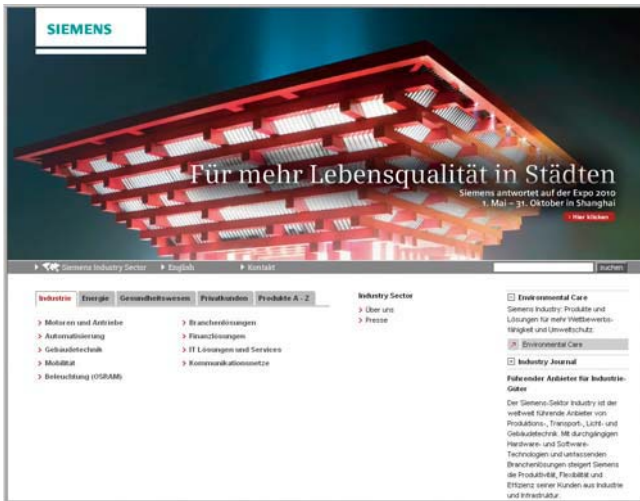 SIEMENS
Für mehr Lebensqualität in Städten
Siemens antwortet auf der Expo 2010
1. Mai – 31. Oktober in Shanghai
Hier klicken
Siemens Industry Sector
English
Kontakt
suchen
Industrie
Energie
Gesundheitswesen
Privatkunden
Produkte A - Z
Motoren und Antriebe
Automatisierung
Gebäudetechnik
Mobilität
Beleuchtung (OSRAM)
Branchenlösungen
Finanzlösungen
IT Lösungen und Services
Kommunikationsnetze
Industry Sector
Über uns
Presse
Environmental Care
Siemens Industry: Produkte und
Lösungen für mehr Wettbewerbs-
fähigkeit und Umweltschutz.
Environmental Care
Industry Journal
Führender Anbieter für Industrie-
Güter
Der Siemens-Sektor Industry ist der
weltweit führende Anbieter von
Produktions-, Transport-, Licht- und
Gebäudetechnik. Mit durchgängigen
Hardware- und Software-
Technologien und umfassenden
Branchenlösungen steigert Siemens
die Produktivität, Flexibilität und
Effizienz seiner Kunden aus Industrie
und Infrastruktur.